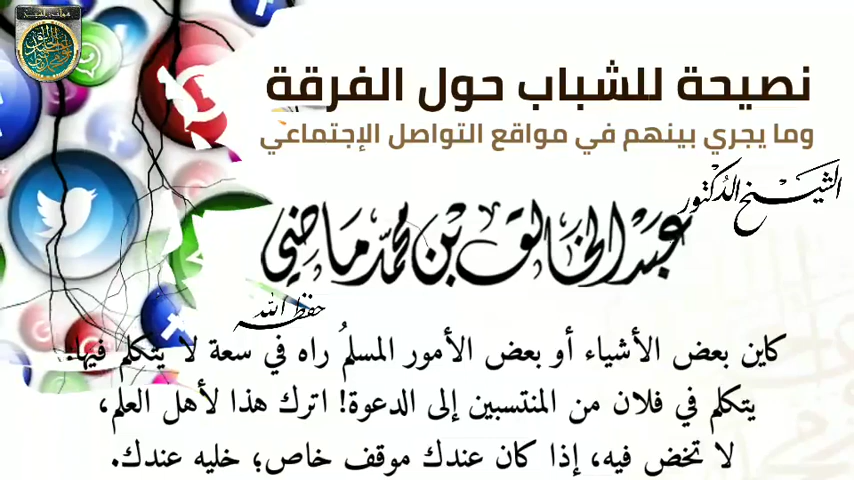 نصيحة للشباب حول الفرقة
وما يجري بينهم في مواقع التواصل الإجتماعي
الشيخ الدكتور
عبد الخالق بن محمد ماضي
حفظه الله
كاين بعض الأشياء أو بعض الأمور المسلمُ راه في سعة لا يتكلم فيها،
يتكلم في فلان من المنتسبين إلى الدعوة! اترك هذا لأهل العلم،
لا تخض فيه، إذا كان عندك موقف خاص؛ خليه عندك.